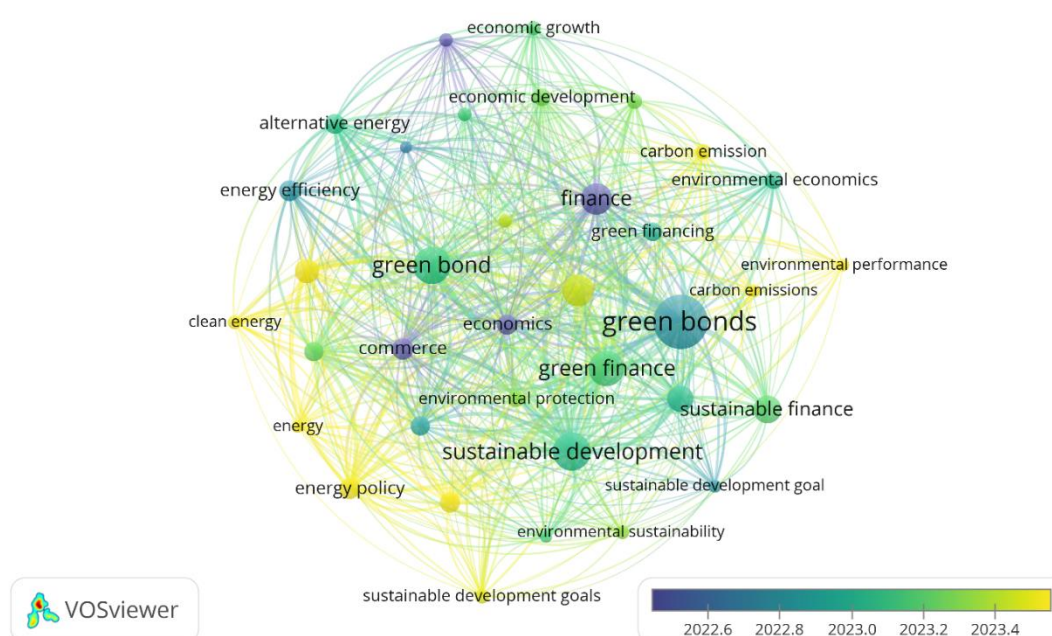 economic growth
economic development
alternative energy
carbon emission
environmental economics
energy efficiency
finance
green financing
green bond
environmental performance
carbon emissions
clean energy
economics
green bonds
commerce
green finance
environmental protection
sustainable finance
energy
sustainable development
energy policy
sustainable development goal
environmental sustainability
sustainable development goals
VOSviewer
2022.6 2022.8 2023.0 2023.2 2023.4